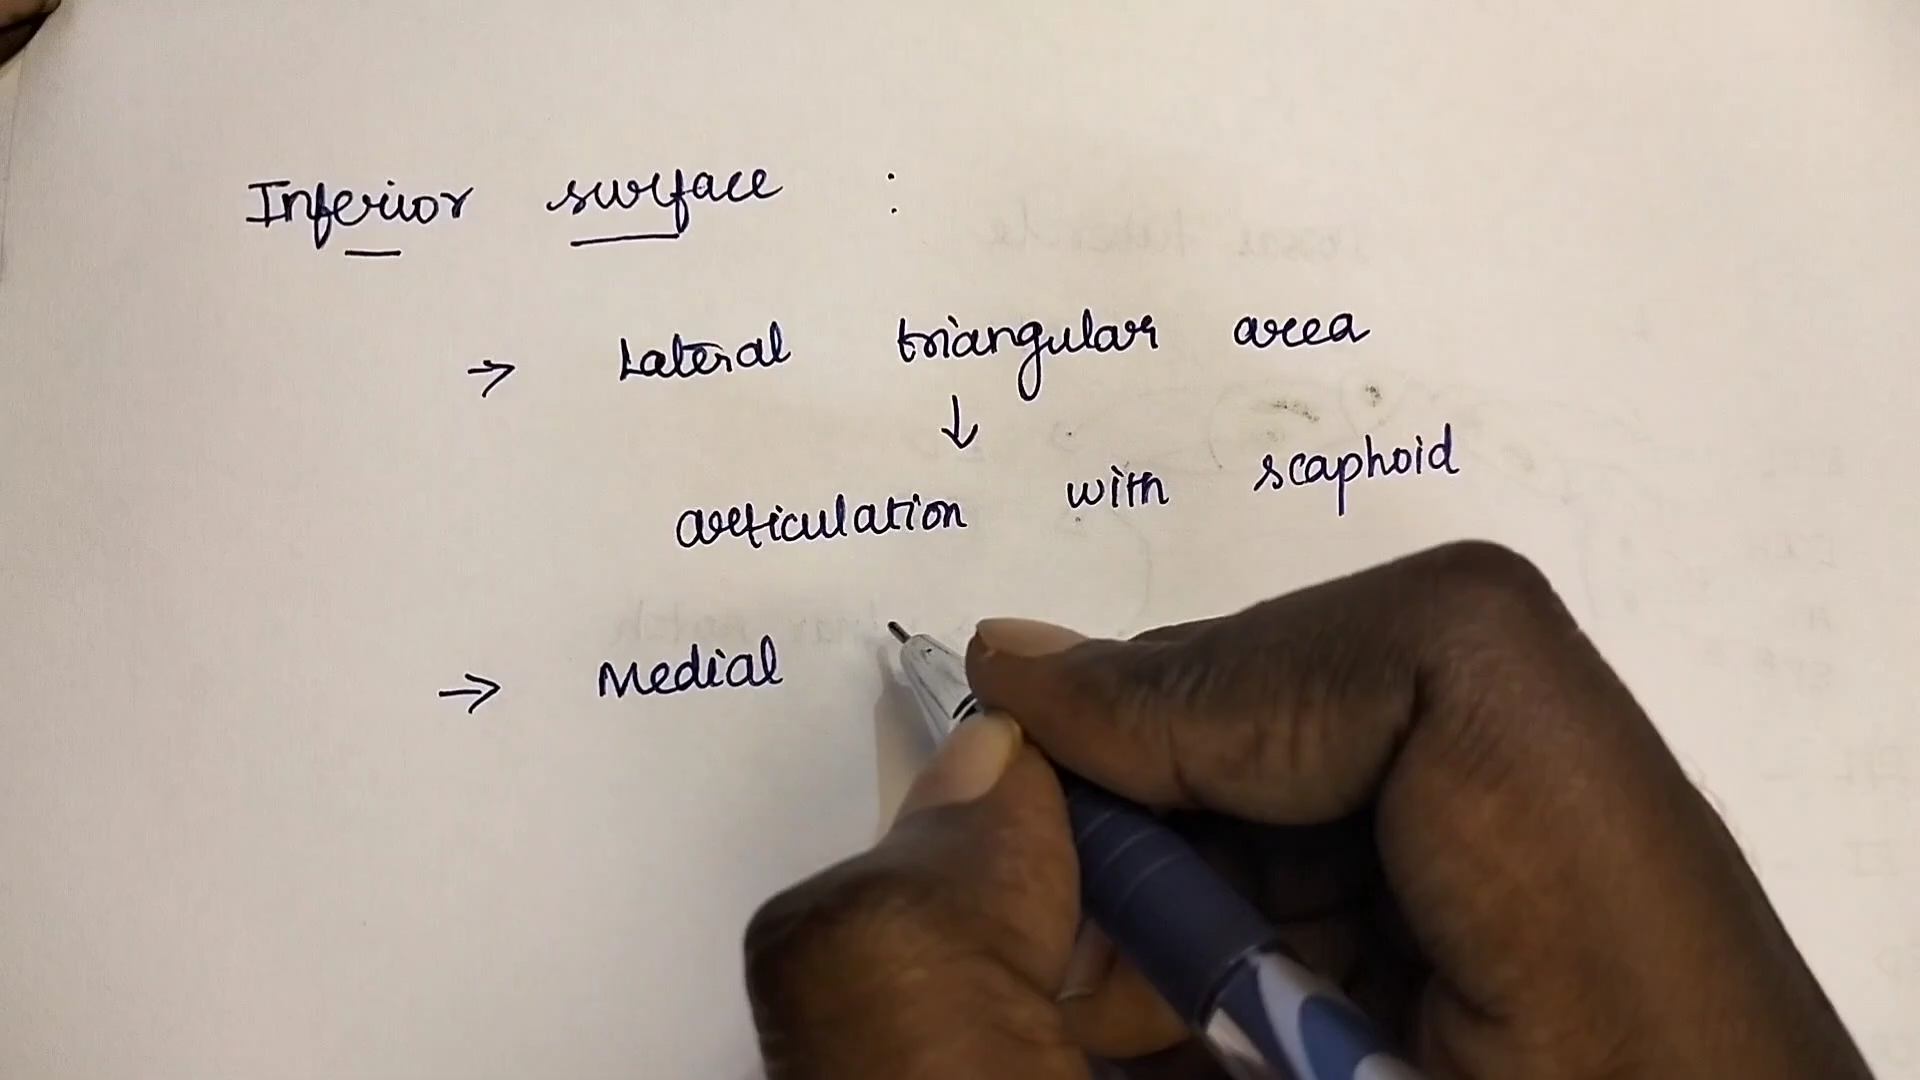 Inferior surface :
→ Lateral triangular area
↓
articulation with scaphoid
→ Medial